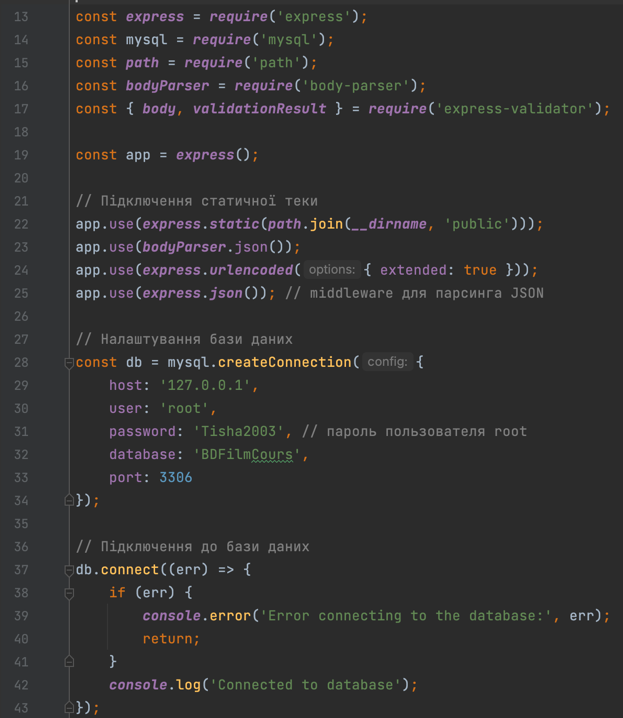 13 const express = require('express');
14 const mysql = require('mysql');
15 const path = require('path');
16 const bodyParser = require('body-parser');
17 const { body, validationResult } = require('express-validator');
18
19 const app = express();
20
21 // Підключення статичної теки
22 app.use(express.static(path.join(__dirname, 'public')));
23 app.use(bodyParser.json());
24 app.use(express.urlencoded( options: { extended: true }));
25 app.use(express.json()); // middleware для парсинга JSON
26
27 // Налаштування бази даних
28 const db = mysql.createConnection( config: {
29     host: '127.0.0.1',
30     user: 'root',
31     password: 'Tisha2003', // пароль пользователя root
32     database: 'BDFilmCours',
33     port: 3306
34 });
35
36 // Підключення до бази даних
37 db.connect((err) => {
38     if (err) {
39         console.error('Error connecting to the database:', err);
40         return;
41     }
42     console.log('Connected to database');
43 });